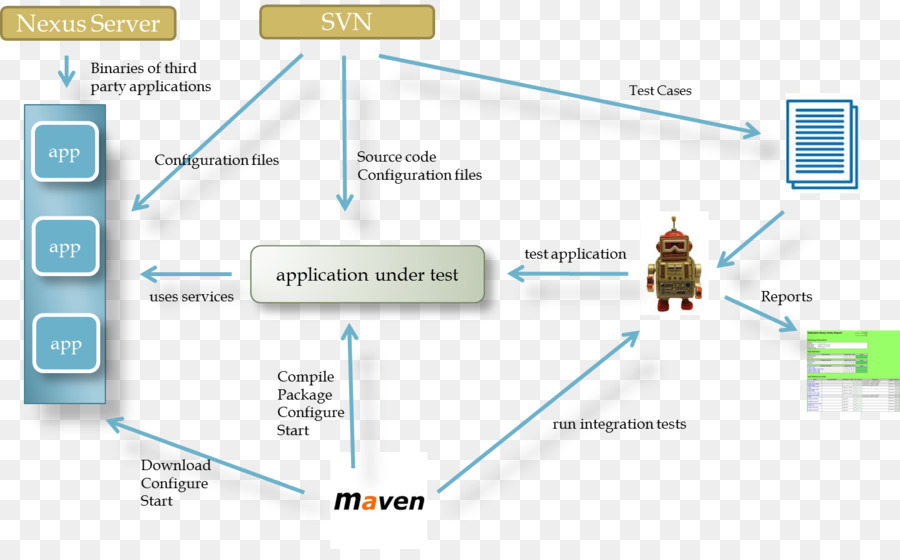 Nexus Server
SVN
Binaries of third
party applications
Test Cases
app
Configuration files
Source code
Configuration files
app
application under test
test application
uses services
Reports
app
Compile
Package
Configure
Start
run integration tests
Download
Configure
Start
maven